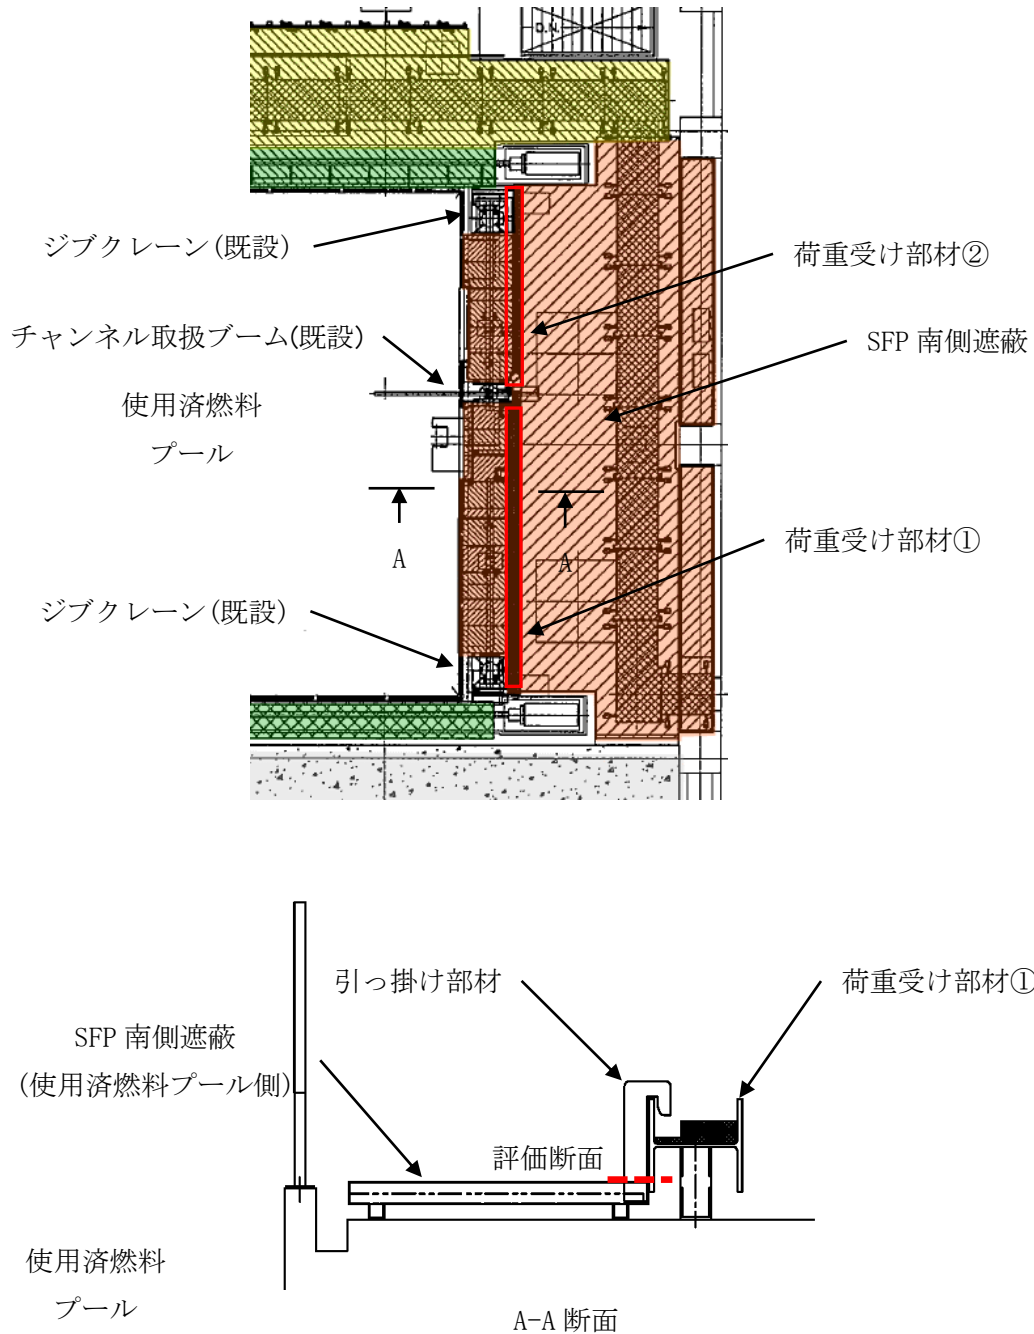 D.N.
ジブクレーン(既設)
荷重受け部材②
チャンネル取扱ブーム(既設)
SFP 南側遮蔽
使用済燃料
プール
A
A
荷重受け部材①
ジブクレーン(既設)
引っ掛け部材
荷重受け部材①
SFP 南側遮蔽
(使用済燃料プール側)
評価断面
使用済燃料
プール
A-A 断面